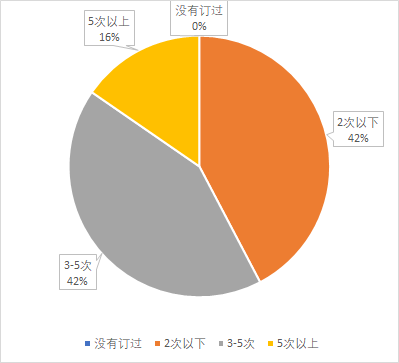 没有订过
0%
5次以上
16%
2次以下
42%
3-5次
42%
没有订过 2次以下 3-5次 5次以上